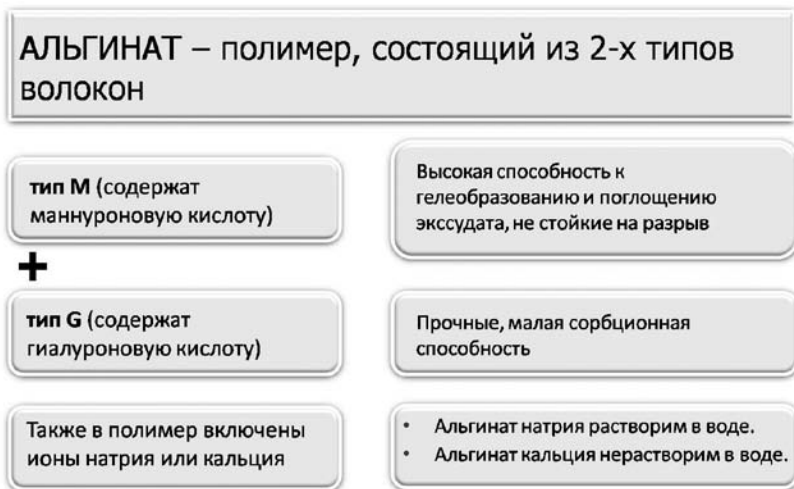 АЛЬГИНАТ – полимер, состоящий из 2-х типов
волокон
тип М (содержат
маннуроновую кислоту)
Высокая способность к
гелеобразованию и поглощению
экссудата, не стойкие на разрыв
+
тип G (содержат
гиалуроновую кислоту)
Прочные, малая сорбционная
способность
Также в полимер включены
ионы натрия или кальция
• Альгинат натрия растворим в воде.
• Альгинат кальция нерастворим в воде.